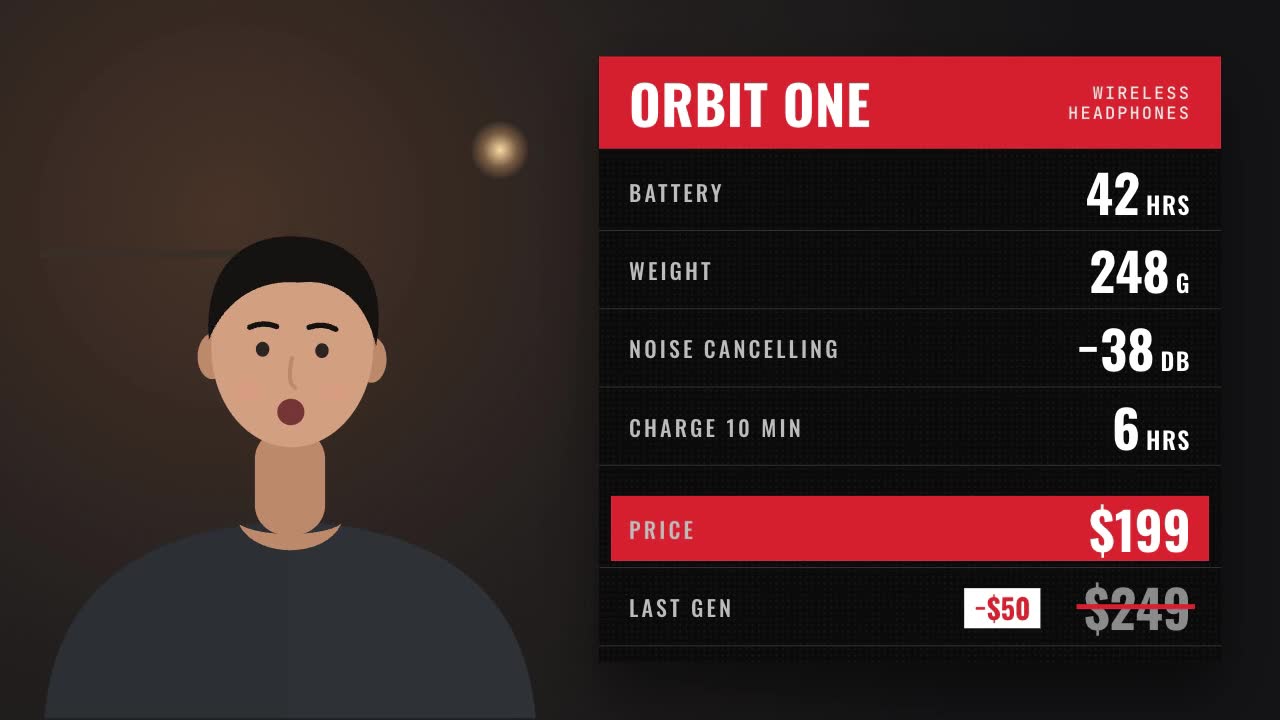 ORBIT ONE
WIRELESS
HEADPHONES
BATTERY 42 HRS
WEIGHT 248 G
NOISE CANCELLING −38 DB
CHARGE 10 MIN 6 HRS
PRICE $199
LAST GEN −$50 $249